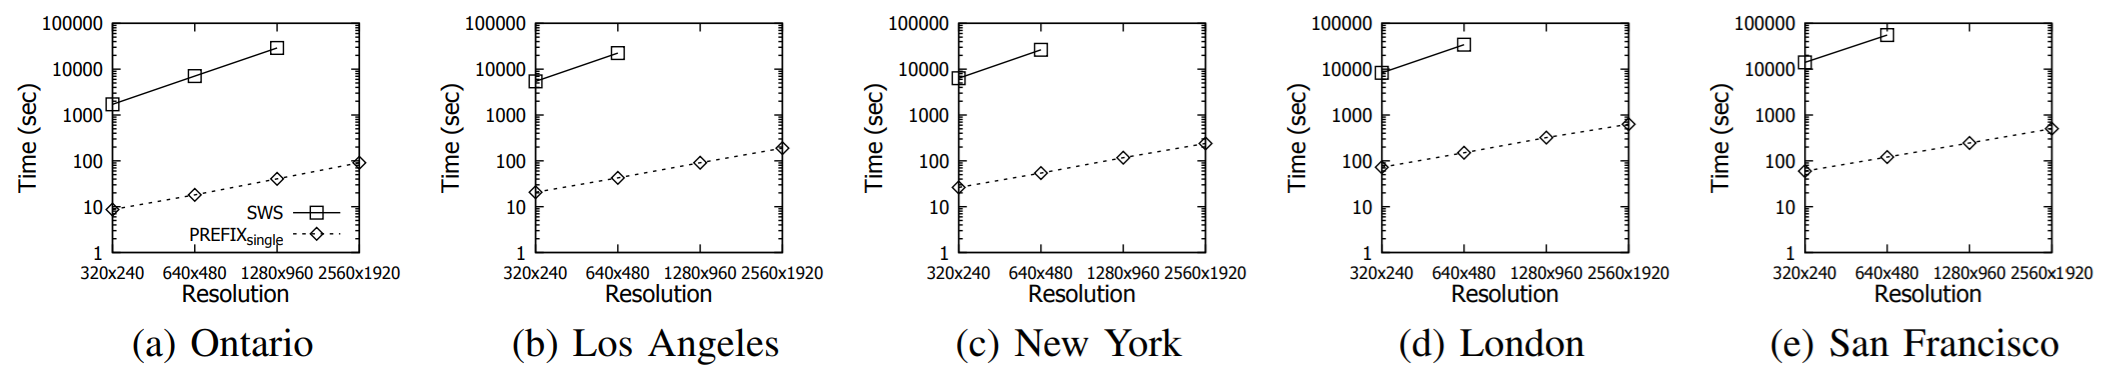 100000
10000
1000
100
10
1
Time (sec)
SWS
PREFIXsingle
320x240 640x480 1280x960 2560x1920
Resolution
(a) Ontario
100000
10000
1000
100
10
1
Time (sec)
320x240 640x480 1280x960 2560x1920
Resolution
(b) Los Angeles
100000
10000
1000
100
10
1
Time (sec)
320x240 640x480 1280x960 2560x1920
Resolution
(c) New York
100000
10000
1000
100
10
1
Time (sec)
320x240 640x480 1280x960 2560x1920
Resolution
(d) London
100000
10000
1000
100
10
1
Time (sec)
320x240 640x480 1280x960 2560x1920
Resolution
(e) San Francisco